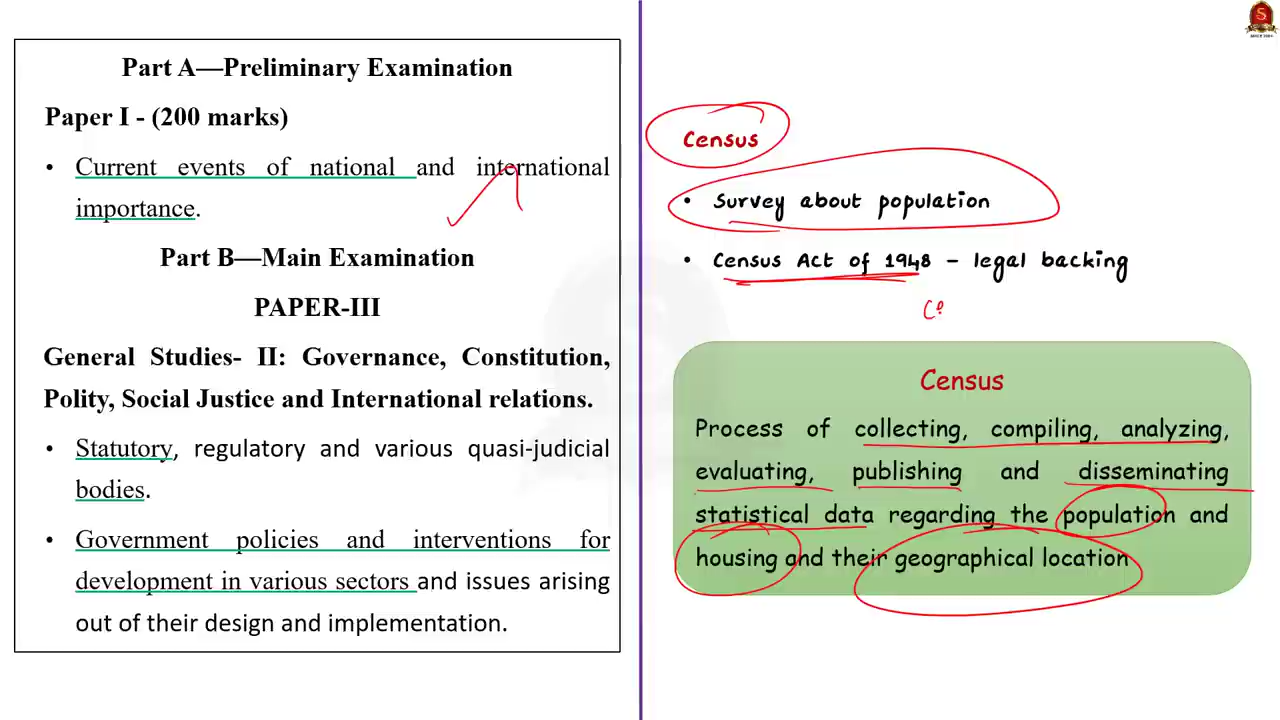 Part A—Preliminary Examination
Paper I - (200 marks)
• Current events of national and international
importance.
Part B—Main Examination
PAPER-III
General Studies- II: Governance, Constitution,
Polity, Social Justice and International relations.
• Statutory, regulatory and various quasi-judicial
bodies.
• Government policies and interventions for
development in various sectors and issues arising
out of their design and implementation.
S
SINCE 2004
Census
• Survey about population
• Census Act of 1948 - legal backing
Census
Process of collecting, compiling, analyzing,
evaluating, publishing and disseminating
statistical data regarding the population and
housing and their geographical location